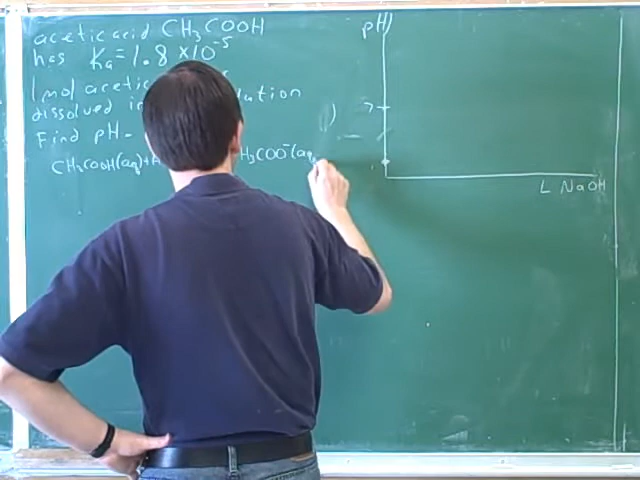 acetic acid CH₃COOH
has Ka = 1.8 × 10⁻⁵
1 mol acetic
dissolved in
Find pH.
CH₃COOH(aq) + H₃COO⁻(aq
pH
7
L NaOH